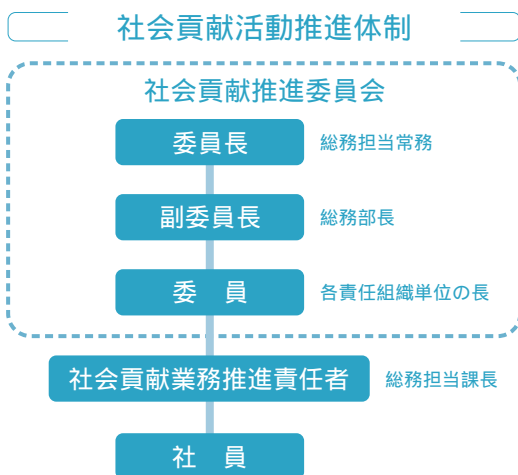 社会貢献活動推進体制
社会貢献推進委員会
委員長 総務担当常務
副委員長 総務部長
委 員 各責任組織単位の長
社会貢献業務推進責任者 総務担当課長
社 員